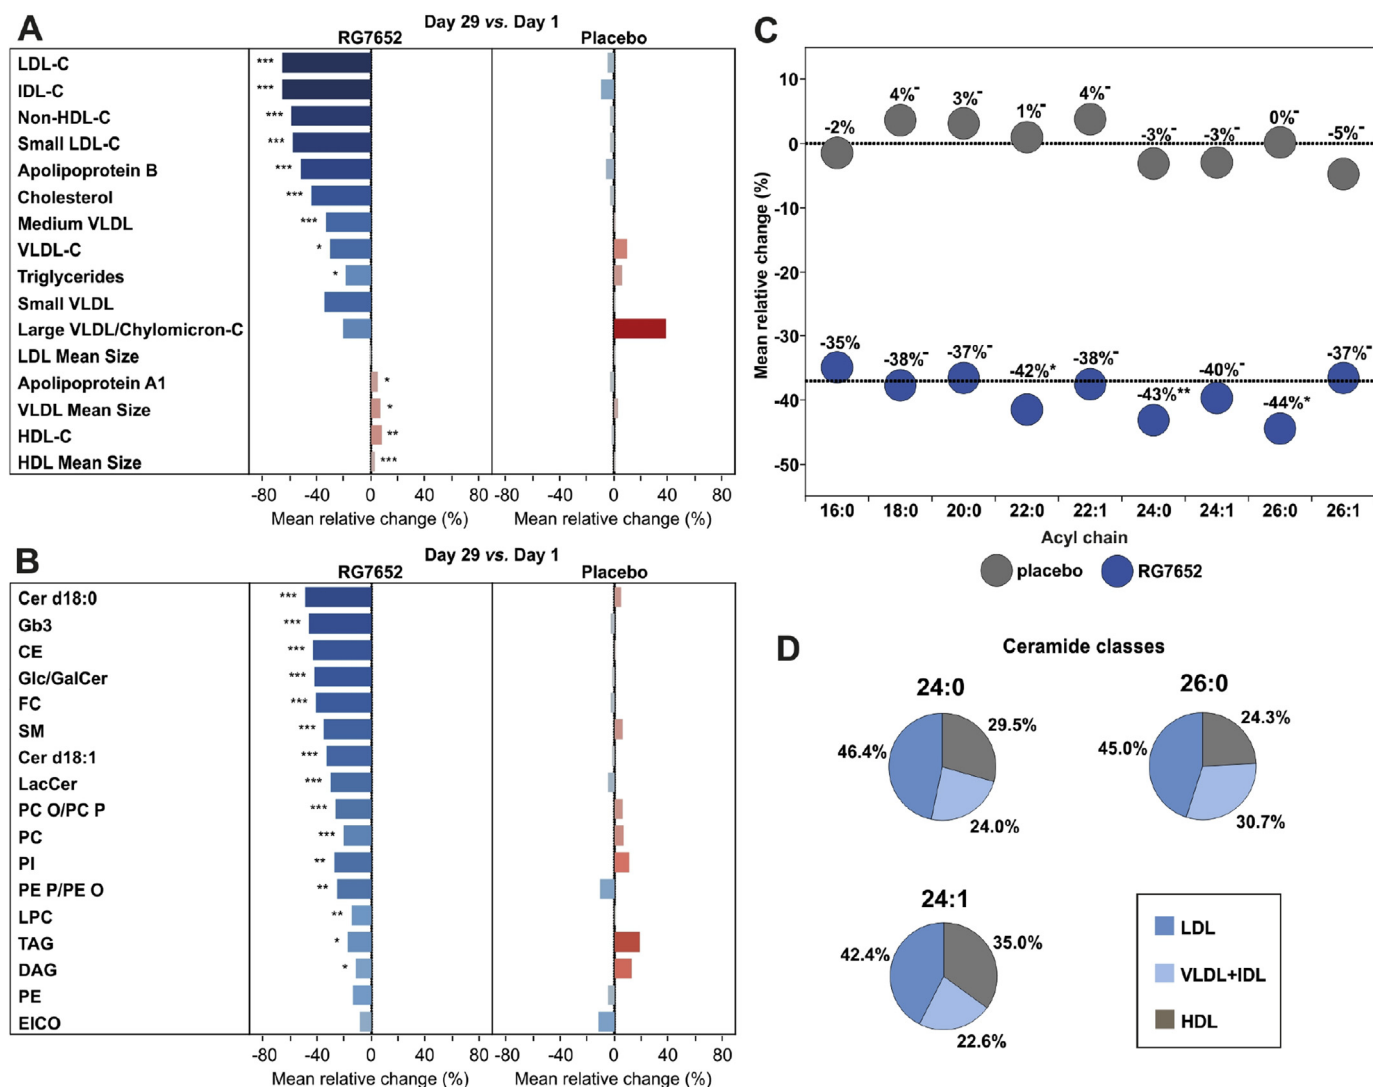 A
Day 29 vs. Day 1
RG7652
Placebo
LDL-C
***
IDL-C
***
Non-HDL-C
***
Small LDL-C
***
Apolipoprotein B
***
Cholesterol
***
Medium VLDL
***
VLDL-C
*
Triglycerides
*
Small VLDL
Large VLDL/Chylomicron-C
LDL Mean Size
Apolipoprotein A1
*
VLDL Mean Size
*
HDL-C
**
HDL Mean Size
***
-80 -40 0 40 80
-80 -40 0 40 80
Mean relative change (%)
Mean relative change (%)
B
Day 29 vs. Day 1
RG7652
Placebo
Cer d18:0
***
Gb3
***
CE
***
Glc/GalCer
***
FC
***
SM
***
Cer d18:1
***
LacCer
***
PC O/PC P
***
PC
***
PI
**
PE P/PE O
**
LPC
**
TAG
*
DAG
*
PE
EICO
-80 -40 0 40 80
-80 -40 0 40 80
Mean relative change (%)
Mean relative change (%)
C
Mean relative change (%)
10
0
-10
-20
-30
-40
-50
-2% 4%- 3%- 1%- 4%- -3%- -3%- 0%- -5%-
-35% -38%- -37%- -42%* -38%- -43%** -40%- -44%* -37%-
16:0 18:0 20:0 22:0 22:1 24:0 24:1 26:0 26:1
Acyl chain
placebo
RG7652
D
Ceramide classes
24:0
46.4%
29.5%
24.0%
26:0
45.0%
24.3%
30.7%
24:1
42.4%
35.0%
22.6%
LDL
VLDL+IDL
HDL